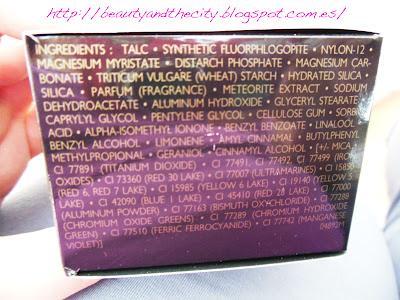 http://beautyandthecity.blogspot.com.es/
INGREDIENTS : TALC • SYNTHETIC FLUORPHLOGOPITE • NYLON-12 •
MAGNESIUM MYRISTATE • DISTARCH PHOSPHATE • MAGNESIUM CAR-
BONATE • TRITICUM VULGARE (WHEAT) STARCH • HYDRATED SILICA •
SILICA • PARFUM (FRAGRANCE) • METEORITE EXTRACT • SODIUM
DEHYDROACETATE • ALUMINUM HYDROXIDE • GLYCERYL STEARATE •
CAPRYLYL GLYCOL • PENTYLENE GLYCOL • CELLULOSE GUM • SORBIC
ACID • ALPHA-ISOMETHYL IONONE • BENZYL BENZOATE • LINALOOL •
BENZYL ALCOHOL • LIMONENE • AMYL CINNAMAL • BUTYLPHENYL
METHYLPROPIONAL • GERANIOL • CINNAMYL ALCOHOL • [+/- MICA,
CI 77891 (TITANIUM DIOXIDE) • CI 77491, CI 77492, CI 77499 (IRON
OXIDES) • CI 73360 (RED 30 LAKE) • CI 77007 (ULTRAMARINES)
(RED 6, RED 7 LAKE) • CI 15985 (YELLOW 6 LAKE) • CI 19140 (YELLOW 5
LAKE) • CI 42090 (BLUE 1 LAKE) • CI 45410 (RED 28 LAKE) • CI 77000
(ALUMINUM POWDER) • CI 77163 (BISMUTH OXYCHLORIDE) • CI 77288
(CHROMIUM OXIDE GREENS) • CI 77289 (CHROMIUM HYDROXIDE
GREEN) • CI 77510 (FERRIC FERROCYANIDE) • CI 77742 (MANGANESE
VIOLET)] 04892M